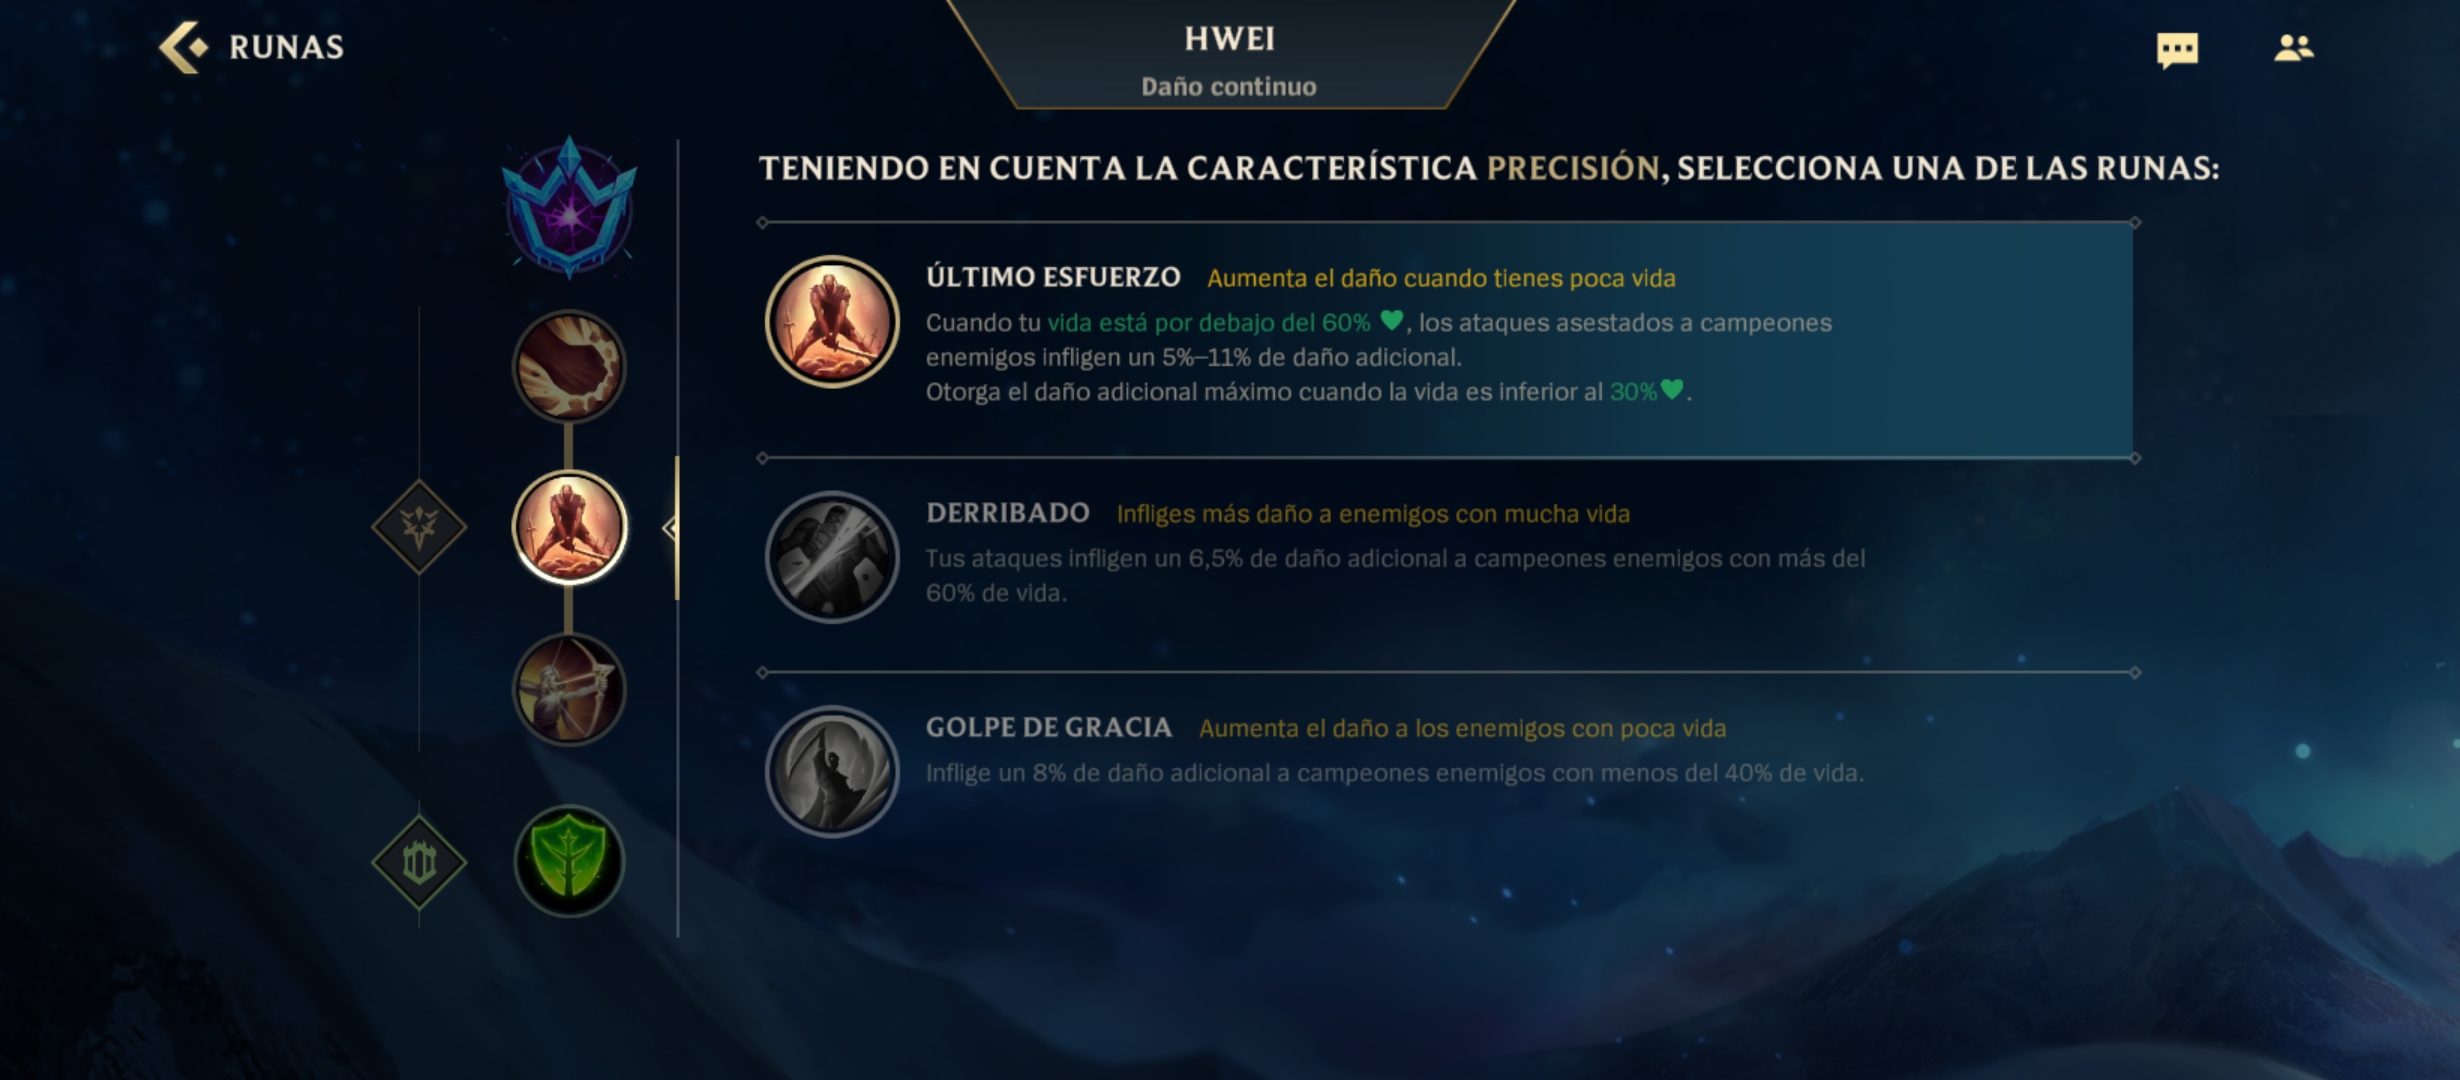 RUNAS
HWEI
Daño continuo
TENIENDO EN CUENTA LA CARACTERÍSTICA PRECISIÓN, SELECCIONA UNA DE LAS RUNAS:
ÚLTIMO ESFUERZO Aumenta el daño cuando tienes poca vida
Cuando tu vida está por debajo del 60% , los ataques asestados a campeones
enemigos infligen un 5%–11% de daño adicional.
Otorga el daño adicional máximo cuando la vida es inferior al 30% .
DERRIBADO Infliges más daño a enemigos con mucha vida
Tus ataques infligen un 6,5% de daño adicional a campeones enemigos con más del
60% de vida.
GOLPE DE GRACIA Aumenta el daño a los enemigos con poca vida
Inflige un 8% de daño adicional a campeones enemigos con menos del 40% de vida.